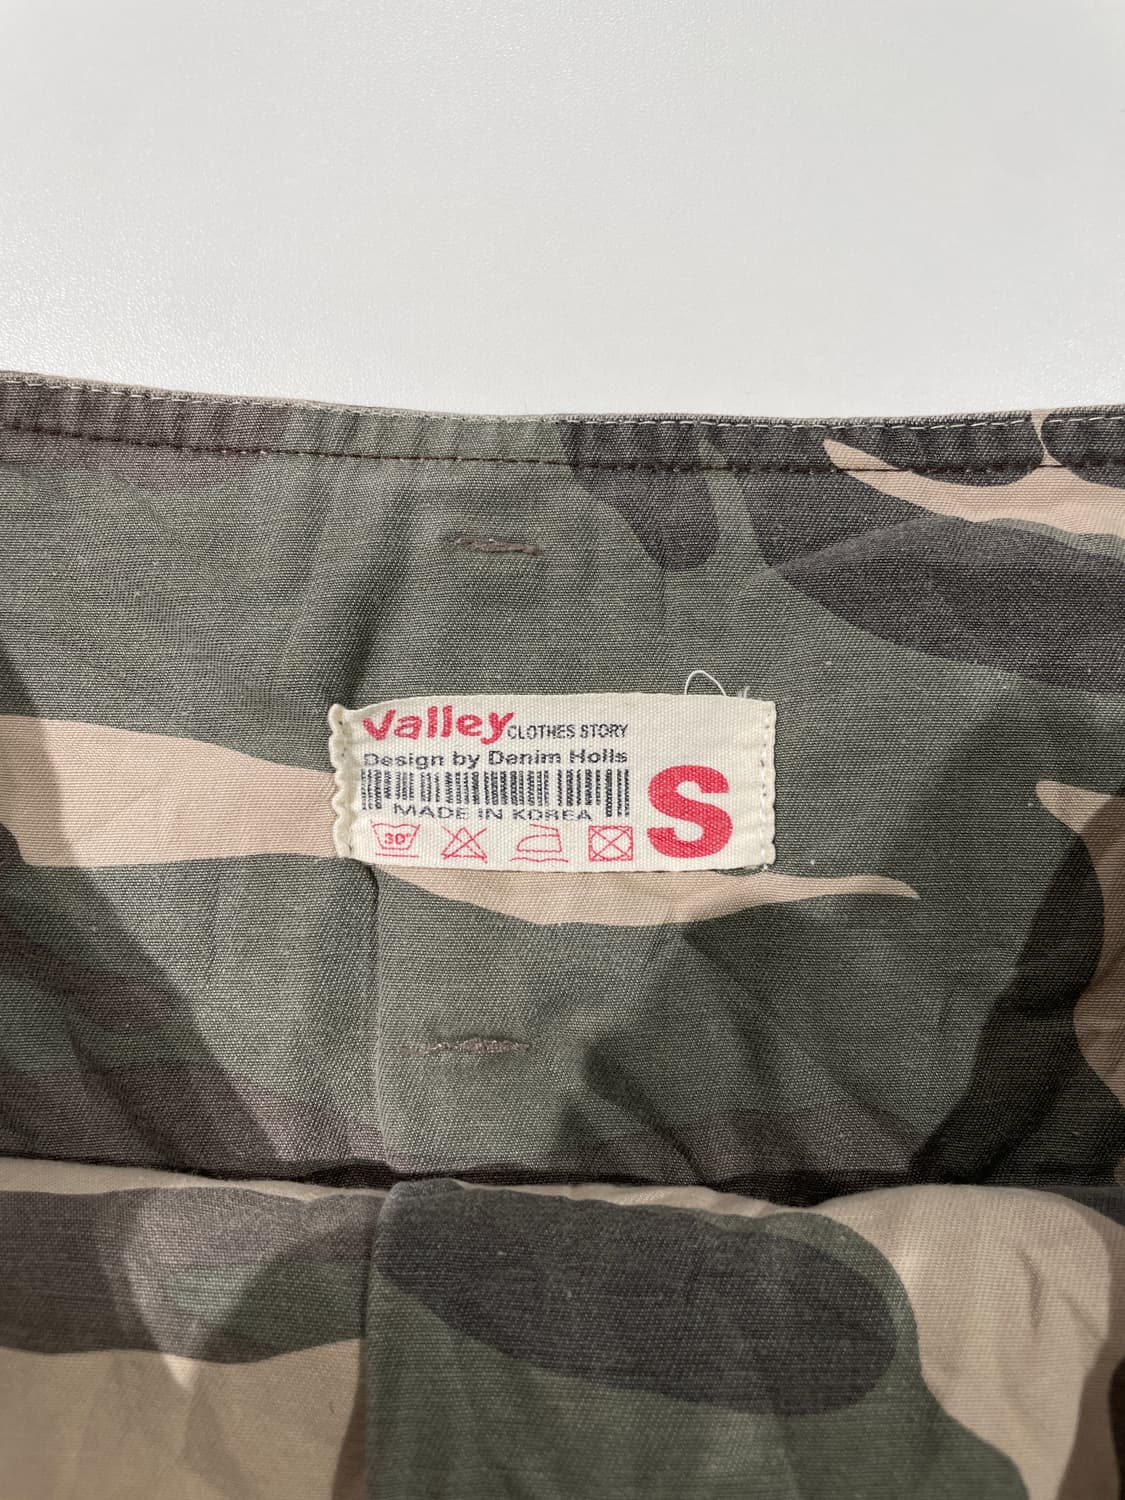 Valley CLOTHES STORY
Design by Denim Holls
MADE IN KOREA
30°
S